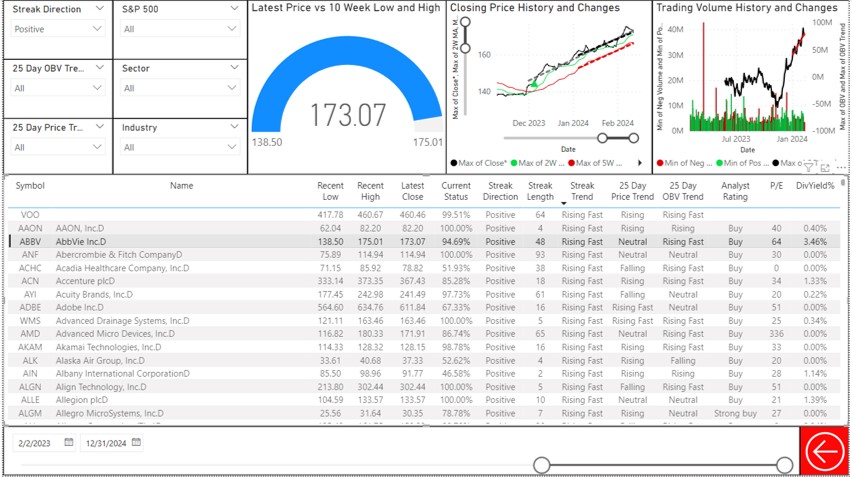 Streak Direction
Positive
S&P 500
All
25 Day OBV Tre...
All
Sector
All
25 Day Price Tr...
All
Industry
All
Latest Price vs 10 Week Low and High
173.07
138.50
175.01
Closing Price History and Changes
Max of Close*, Max of 2W MA, M...
160
140
Dec 2023 Jan 2024 Feb 2024
Date
Max of Close* Max of 2W ... Max of 5W ...
Trading Volume History and Changes
Min of Neg Volume and Min of Po...
40M
30M
20M
10M
0M
100M
50M
0M
-50M
-100M
Max of OBV and Max of OBV Trend
Jul 2023 Jan 2024
Date
Min of Neg ... Min of Pos ...
Symbol Name Recent Low Recent High Latest Close Current Status Streak Direction Streak Length Streak Trend 25 Day Price Trend 25 Day OBV Trend Analyst Rating P/E DivYield%
VOO 417.78 460.67 460.46 99.51% Positive 64 Rising Fast Rising Rising Fast
AAON AAON, Inc.D 62.04 82.20 82.20 100.00% Positive 4 Rising Fast Rising Rising Buy 40 0.40%
ABBV AbbVie Inc.D 138.50 175.01 173.07 94.69% Positive 48 Rising Fast Neutral Rising Fast Buy 64 3.46%
ANF Abercrombie & Fitch CompanyD 75.89 114.94 114.94 100.00% Positive 93 Rising Fast Neutral Neutral Buy 30 0.00%
ACHC Acadia Healthcare Company, Inc.D 71.15 85.92 78.82 51.93% Positive 38 Rising Fast Falling Rising Fast Buy 0 0.00%
ACN Accenture plcD 333.14 373.35 367.43 85.28% Positive 18 Rising Fast Rising Rising Fast Buy 34 1.33%
AYI Acuity Brands, Inc.D 177.45 242.98 241.49 97.73% Positive 61 Rising Fast Falling Neutral Buy 20 0.22%
ADBE Adobe Inc.D 564.60 634.76 611.84 67.33% Positive 16 Rising Fast Rising Fast Neutral Buy 51 0.00%
WMS Advanced Drainage Systems, Inc.D 121.11 163.46 163.46 100.00% Positive 5 Rising Fast Rising Fast Rising Fast Buy 25 0.34%
AMD Advanced Micro Devices, Inc.D 116.82 180.33 171.91 86.74% Positive 65 Rising Fast Neutral Rising Fast Buy 336 0.00%
AKAM Akamai Technologies, Inc.D 114.33 128.32 128.15 98.78% Positive 16 Rising Fast Rising Rising Fast Buy 33 0.00%
ALK Alaska Air Group, Inc.D 33.61 40.68 37.33 52.62% Positive 4 Rising Fast Rising Falling Buy 20 0.00%
AIN Albany International CorporationD 85.50 98.96 91.77 46.58% Positive 2 Rising Fast Rising Rising Buy 28 1.14%
ALGN Align Technology, Inc.D 213.80 302.44 302.44 100.00% Positive 5 Rising Fast Falling Rising Fast Buy 51 0.00%
ALLE Allegion plcD 104.59 133.57 133.57 100.00% Positive 10 Rising Fast Neutral Neutral Buy 21 1.39%
ALGM Allegro MicroSystems, Inc.D 25.56 31.64 30.35 78.78% Positive 7 Rising Fast Rising Neutral Strong buy 27 0.00%
2/2/2023 12/31/2024